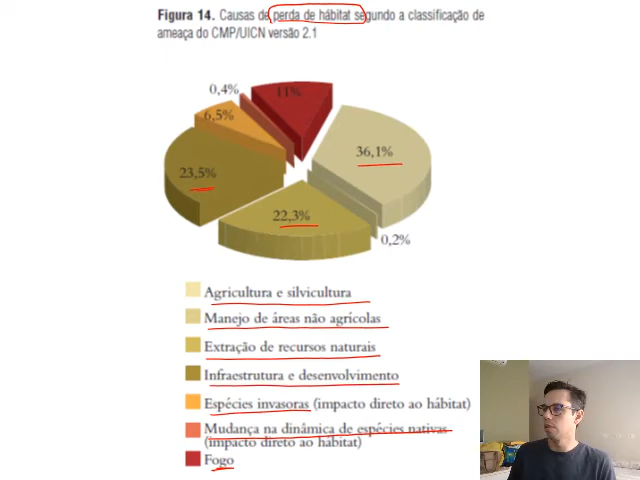 Figura 14. Causas de perda de hábitat segundo a classificação de
ameaça do CMP/UICN versão 2.1
0,4%
11%
6,5%
36,1%
23,5%
22,3%
0,2%
Agricultura e silvicultura
Manejo de áreas não agrícolas
Extração de recursos naturais
Infraestrutura e desenvolvimento
Espécies invasoras (impacto direto ao hábitat)
Mudança na dinâmica de espécies nativas
(impacto direto ao hábitat)
Fogo